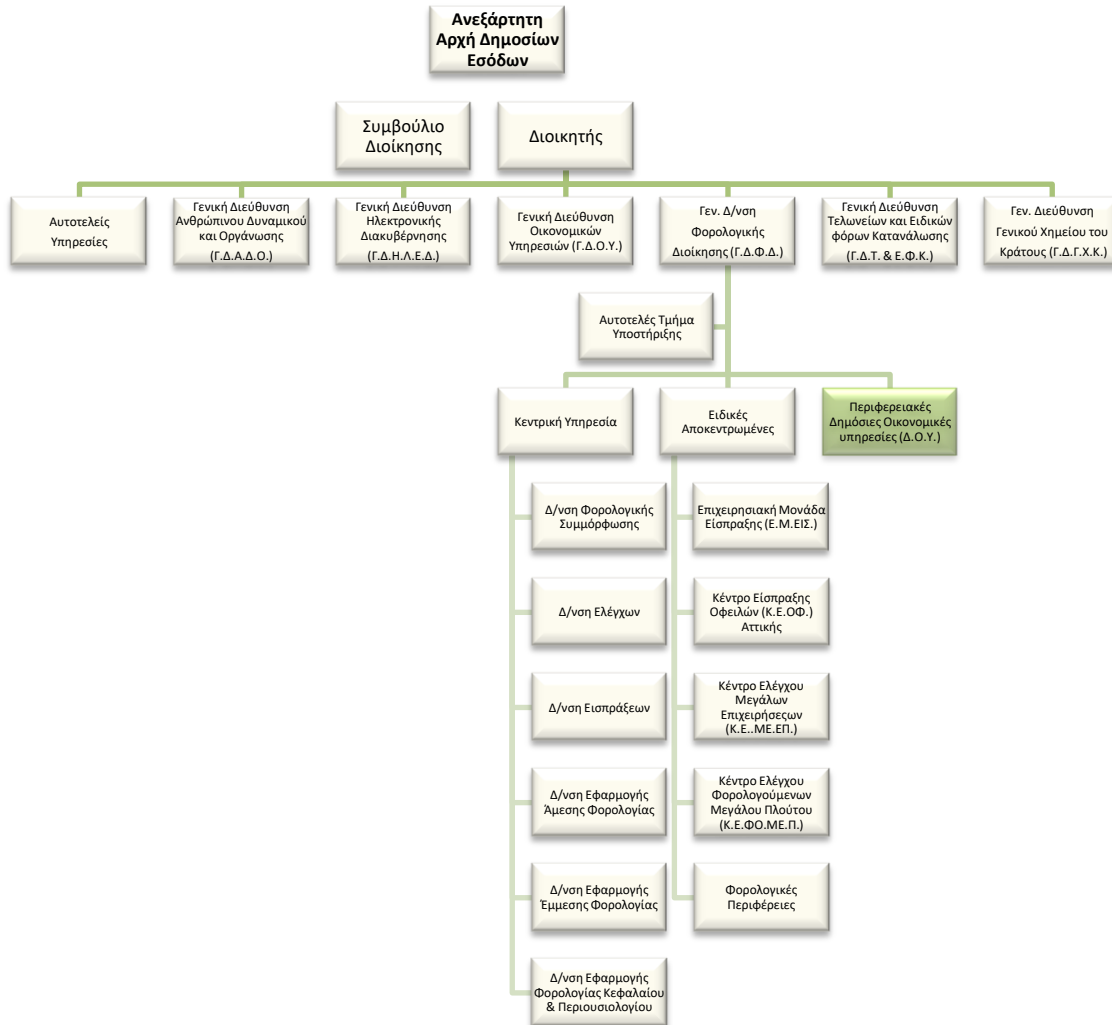 Ανεξάρτητη
Αρχή Δημοσίων
Εσόδων
Συμβούλιο
Διοίκησης
Διοικητής
Αυτοτελείς
Υπηρεσίες
Γενική Διεύθυνση
Ανθρώπινου Δυναμικού
και Οργάνωσης
(Γ.Δ.Α.Δ.Ο.)
Γενική Διεύθυνση
Ηλεκτρονικής
Διακυβέρνησης
(Γ.Δ.Η.Λ.Ε.Δ.)
Γενική Διεύθυνση
Οικονομικών
Υπηρεσιών (Γ.Δ.Ο.Υ.)
Γεν. Δ/νση
Φορολογικής
Διοίκησης (Γ.Δ.Φ.Δ.)
Γενική Διεύθυνση
Τελωνείων και Ειδικών
φόρων Κατανάλωσης
(Γ.Δ.Τ. & Ε.Φ.Κ.)
Γεν. Διεύθυνση
Γενικού Χημείου του
Κράτους (Γ.Δ.Γ.Χ.Κ.)
Αυτοτελές Τμήμα
Υποστήριξης
Κεντρική Υπηρεσία
Ειδικές
Αποκεντρωμένες
Περιφερειακές
Δημόσιες Οικονομικές
υπηρεσίες (Δ.Ο.Υ.)
Δ/νση Φορολογικής
Συμμόρφωσης
Δ/νση Ελέγχων
Δ/νση Εισπράξεων
Δ/νση Εφαρμογής
Άμεσης Φορολογίας
Δ/νση Εφαρμογής
Έμμεσης Φορολογίας
Δ/νση Εφαρμογής
Φορολογίας Κεφαλαίου
& Περιουσιολογίου
Επιχειρησιακή Μονάδα
Είσπραξης (Ε.Μ.ΕΙΣ.)
Κέντρο Είσπραξης
Οφειλών (Κ.Ε.ΟΦ.)
Αττικής
Κέντρο Ελέγχου
Μεγάλων
Επιχειρήσεςων
(Κ.Ε..ΜΕ.ΕΠ.)
Κέντρο Ελέγχου
Φορολογούμενων
Μεγάλου Πλούτου
(Κ.Ε.ΦΟ.ΜΕ.Π.)
Φορολογικές
Περιφέρειες